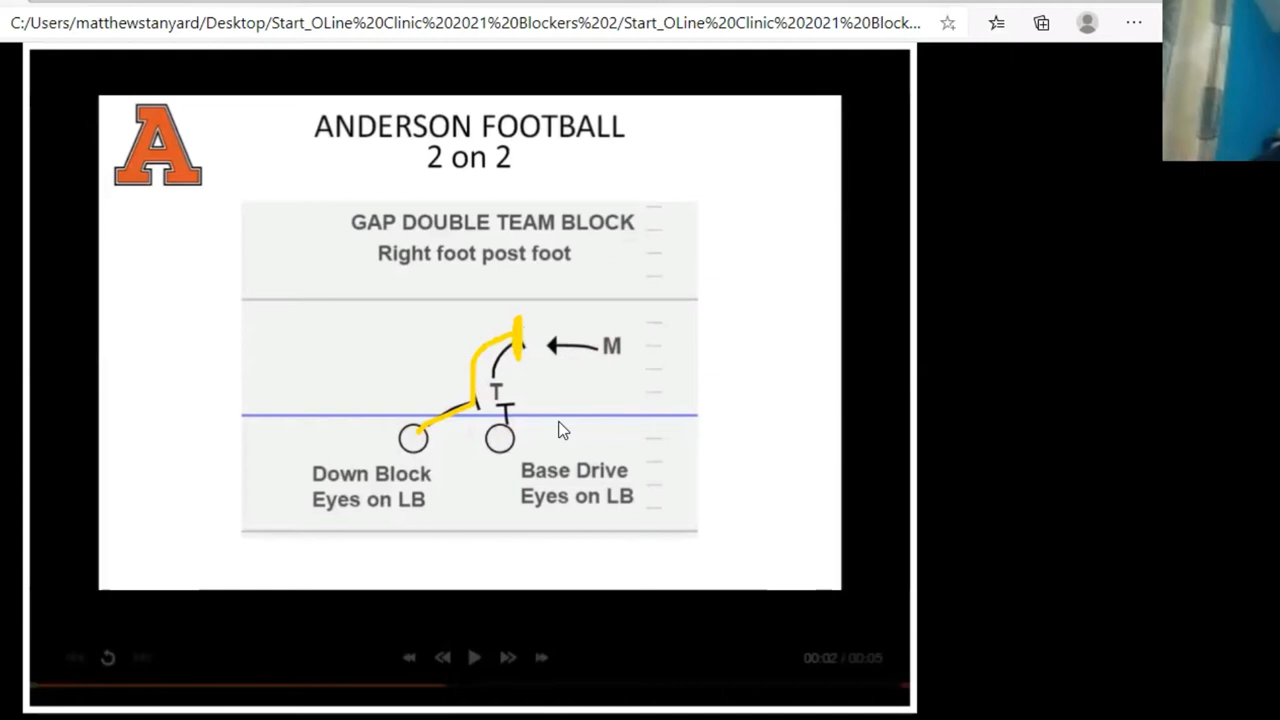 C:/Users/matthewstanyard/Desktop/Start_OLine%20Clinic%202021%20Blockers%202/Start_OLine%20Clinic%202021%20Block...
A
ANDERSON FOOTBALL
2 on 2
GAP DOUBLE TEAM BLOCK
Right foot post foot
M
T
Down Block
Eyes on LB
Base Drive
Eyes on LB
00:02 / 00:05